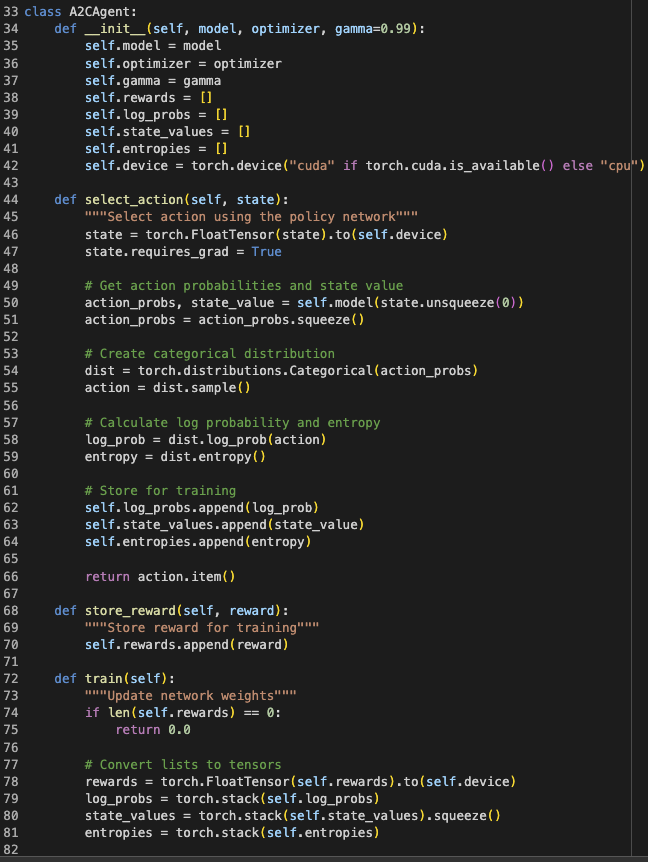 33 class A2CAgent:
34     def __init__(self, model, optimizer, gamma=0.99):
35         self.model = model
36         self.optimizer = optimizer
37         self.gamma = gamma
38         self.rewards = []
39         self.log_probs = []
40         self.state_values = []
41         self.entropies = []
42         self.device = torch.device("cuda" if torch.cuda.is_available() else "cpu")
43
44     def select_action(self, state):
45         """Select action using the policy network"""
46         state = torch.FloatTensor(state).to(self.device)
47         state.requires_grad = True
48
49         # Get action probabilities and state value
50         action_probs, state_value = self.model(state.unsqueeze(0))
51         action_probs = action_probs.squeeze()
52
53         # Create categorical distribution
54         dist = torch.distributions.Categorical(action_probs)
55         action = dist.sample()
56
57         # Calculate log probability and entropy
58         log_prob = dist.log_prob(action)
59         entropy = dist.entropy()
60
61         # Store for training
62         self.log_probs.append(log_prob)
63         self.state_values.append(state_value)
64         self.entropies.append(entropy)
65
66         return action.item()
67
68     def store_reward(self, reward):
69         """Store reward for training"""
70         self.rewards.append(reward)
71
72     def train(self):
73         """Update network weights"""
74         if len(self.rewards) == 0:
75             return 0.0
76
77         # Convert lists to tensors
78         rewards = torch.FloatTensor(self.rewards).to(self.device)
79         log_probs = torch.stack(self.log_probs)
80         state_values = torch.stack(self.state_values).squeeze()
81         entropies = torch.stack(self.entropies)
82